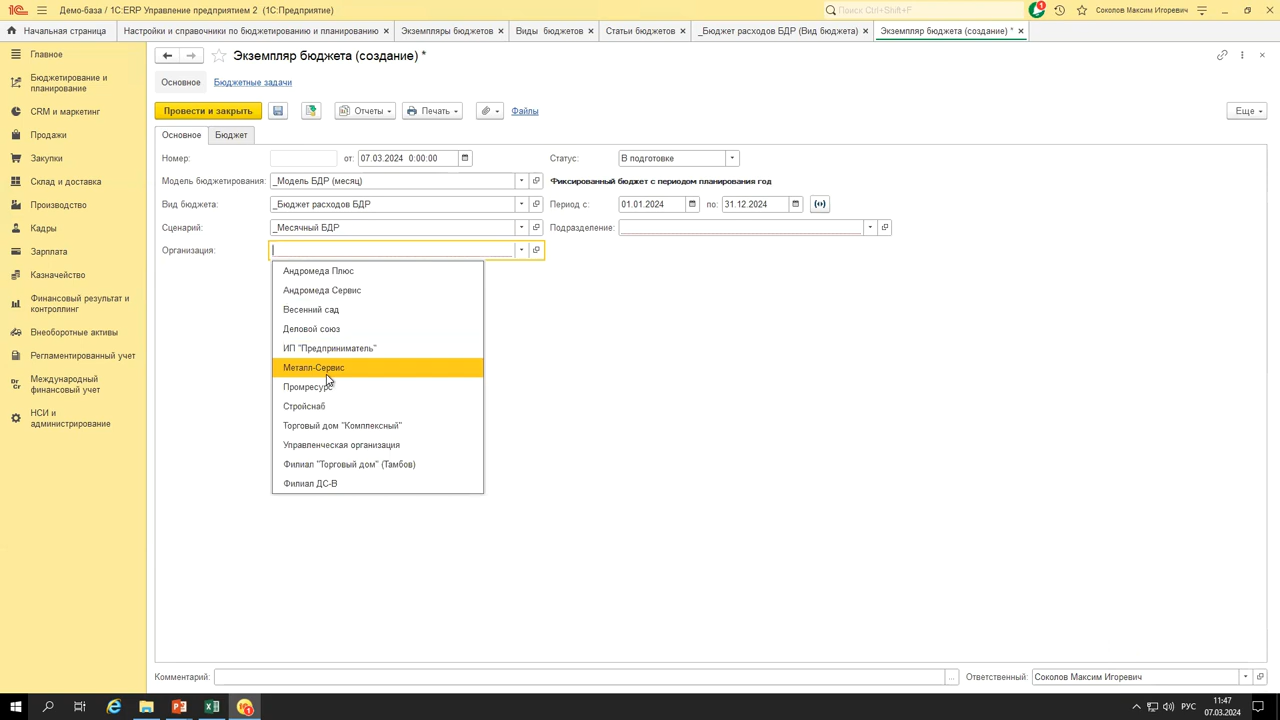 Демо-база / 1С:ERP Управление предприятием 2 (1С:Предприятие)
Поиск Ctrl+Shift+F
1
Соколов Максим Игоревич
Начальная страница
Настройки и справочники по бюджетированию и планированию ×
Экземпляры бюджетов ×
Виды бюджетов ×
Статьи бюджетов ×
_Бюджет расходов БДР (Вид бюджета) ×
Экземпляр бюджета (создание) * ×
Главное
Бюджетирование и
планирование
CRM и маркетинг
Продажи
Закупки
Склад и доставка
Производство
Кадры
Зарплата
Казначейство
Финансовый результат и
контроллинг
Внеоборотные активы
Регламентированный учет
Международный
финансовый учет
НСИ и
администрирование
Экземпляр бюджета (создание) *
Основное
Бюджетные задачи
Провести и закрыть
Отчеты
Печать
Файлы
Еще
Основное
Бюджет
Номер:
от:
07.03.2024 0:00:00
Статус:
В подготовке
Модель бюджетирования:
_Модель БДР (месяц)
Фиксированный бюджет с периодом планирования год
Вид бюджета:
_Бюджет расходов БДР
Период с:
01.01.2024
по:
31.12.2024
Сценарий:
_Месячный БДР
Подразделение:
Организация:
Андромеда Плюс
Андромеда Сервис
Весенний сад
Деловой союз
ИП "Предприниматель"
Металл-Сервис
Промресурс
Стройснаб
Торговый дом "Комплексный"
Управленческая организация
Филиал "Торговый дом" (Тамбов)
Филиал ДС-В
Комментарий:
...
Ответственный:
Соколов Максим Игоревич
РУС
11:47
07.03.2024